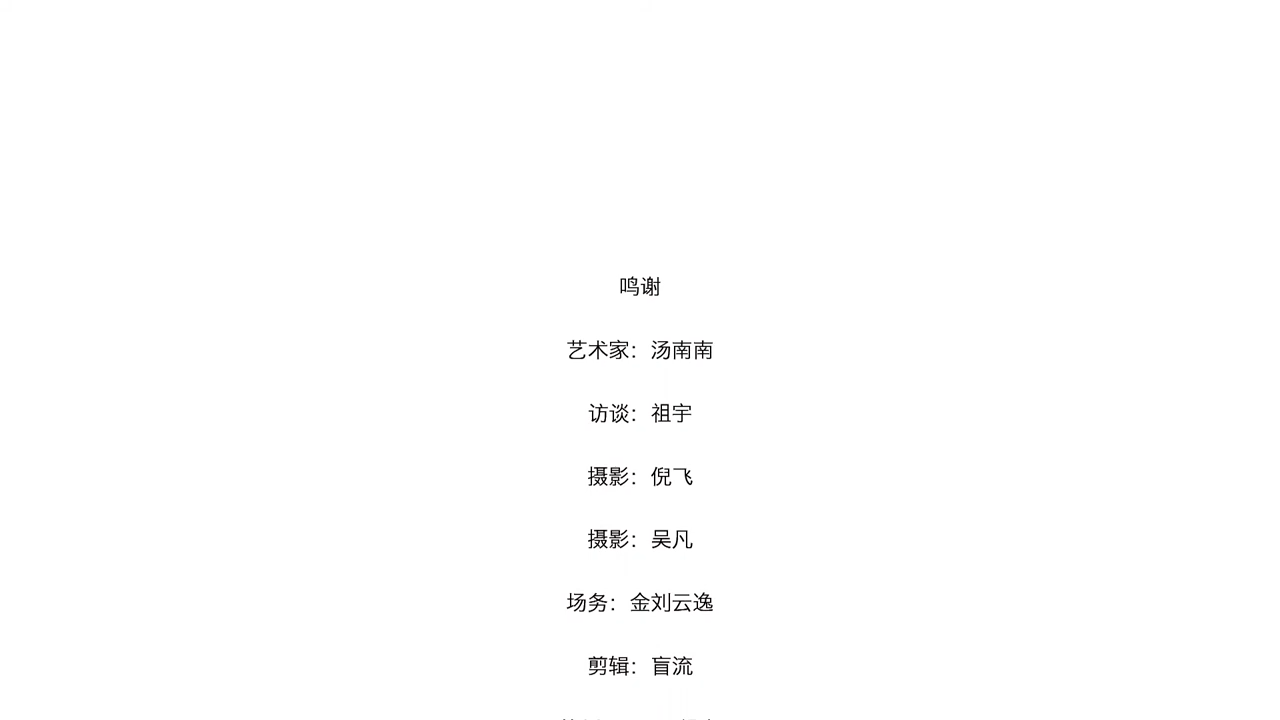 鸣谢
艺术家：汤南南
访谈：祖宇
摄影：倪飞
摄影：吴凡
场务：金刘云逸
剪辑：盲流